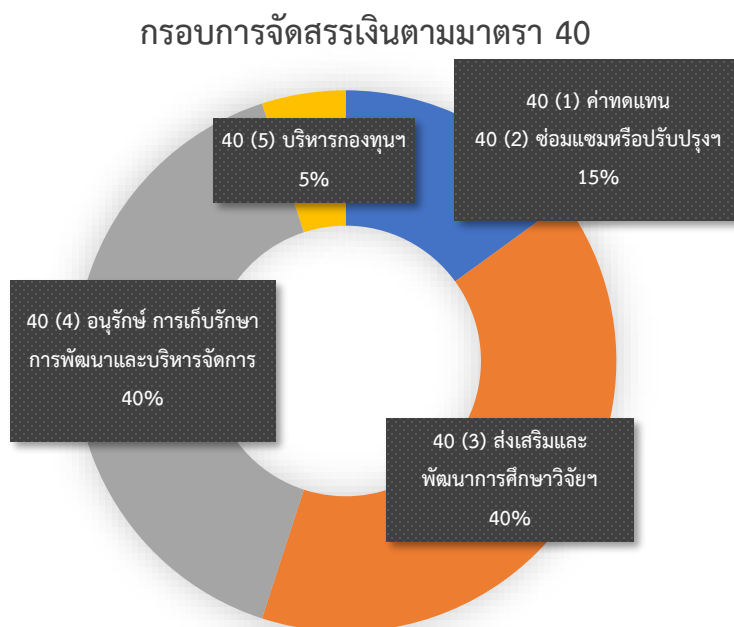 กรอบการจัดสรรเงินตามมาตรา 40
40 (1) ค่าทดแทน
40 (2) ซ่อมแซมหรือปรับปรุงฯ
15%
40 (5) บริหารกองทุนฯ
5%
40 (4) อนุรักษ์ การเก็บรักษา
การพัฒนาและบริหารจัดการ
40%
40 (3) ส่งเสริมและ
พัฒนาการศึกษาวิจัยฯ
40%